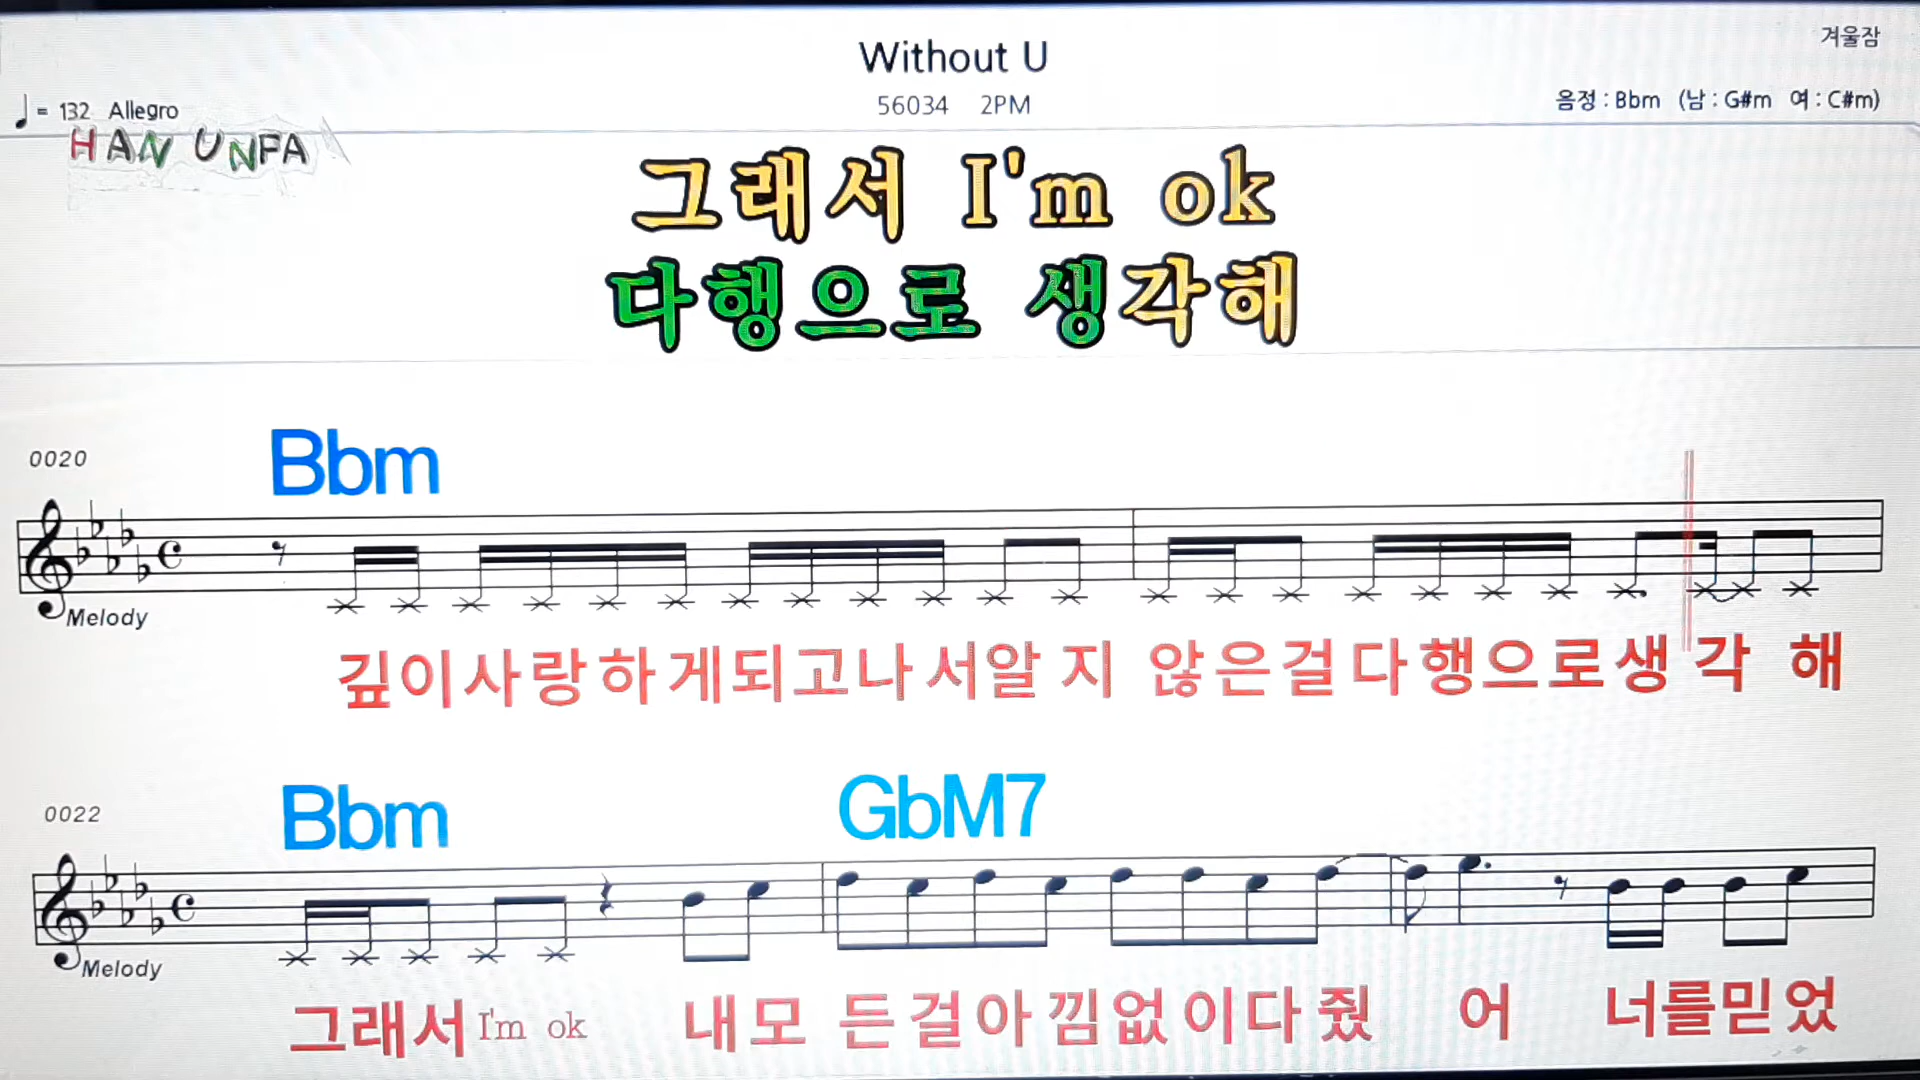 Without U
겨울잠
♩= 132 Allegro
56034 2PM
음정 : Bbm (남 : G#m 여 : C#m)
HAN UNFA
그래서 I'm ok
다행으로 생각해
0020
Bbm
Melody
깊이사랑하게되고나서알 지 않은걸다행으로생 각 해
0022
Bbm GbM7
Melody
그래서 I'm ok 내모 든걸아낌없이다줬 어 너를믿었